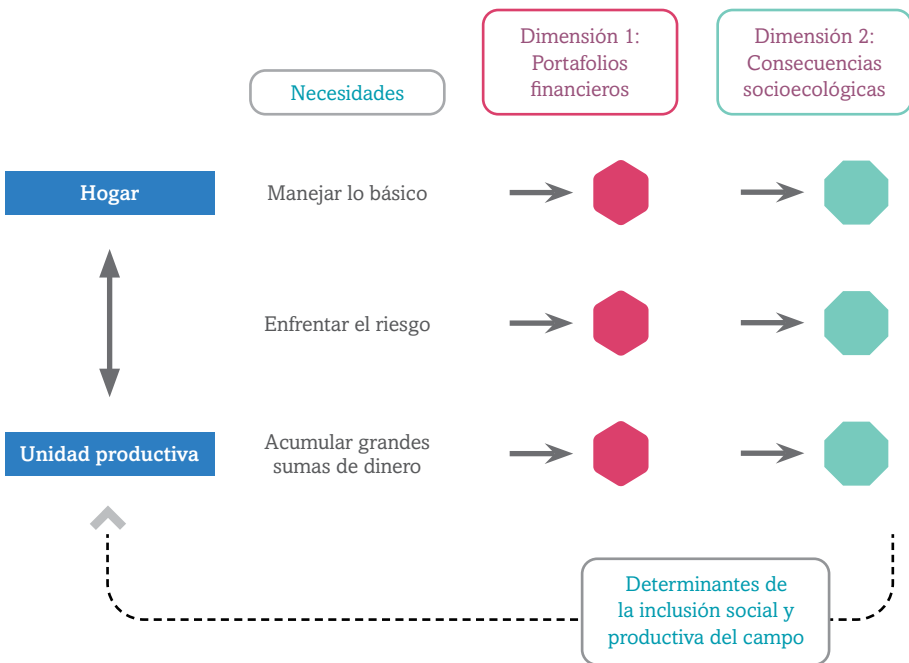 Dimensión 1:
Portafolios
financieros
Dimensión 2:
Consecuencias
socioecológicas
Necesidades
Hogar
Manejar lo básico
Enfrentar el riesgo
Unidad productiva
Acumular grandes
sumas de dinero
Determinantes de
la inclusión social y
productiva del campo